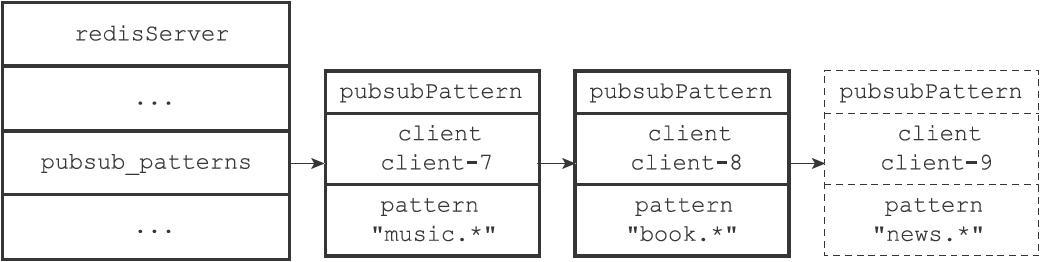 redisServer
...
pubsub_patterns
...
pubsubPattern
client
client-7
pattern
"music.*"
pubsubPattern
client
client-8
pattern
"book.*"
pubsubPattern
client
client-9
pattern
"news.*"